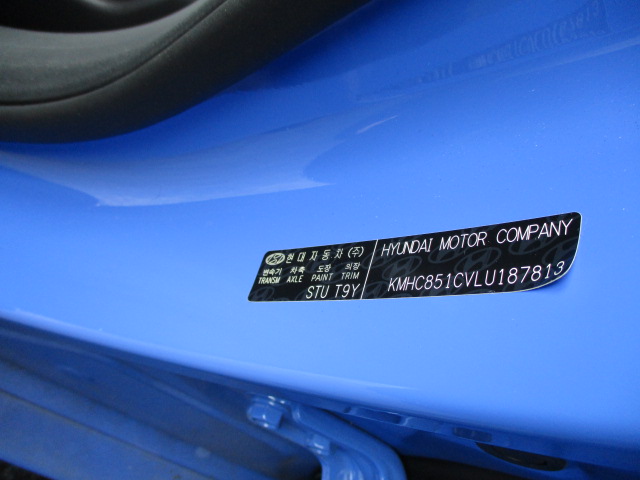 현대자동차(주)
변속기 차축 도장 의장
TRANSM AXLE PAINT TRIM
STU T9Y
HYUNDAI MOTOR COMPANY
KMHC851CVLU187813